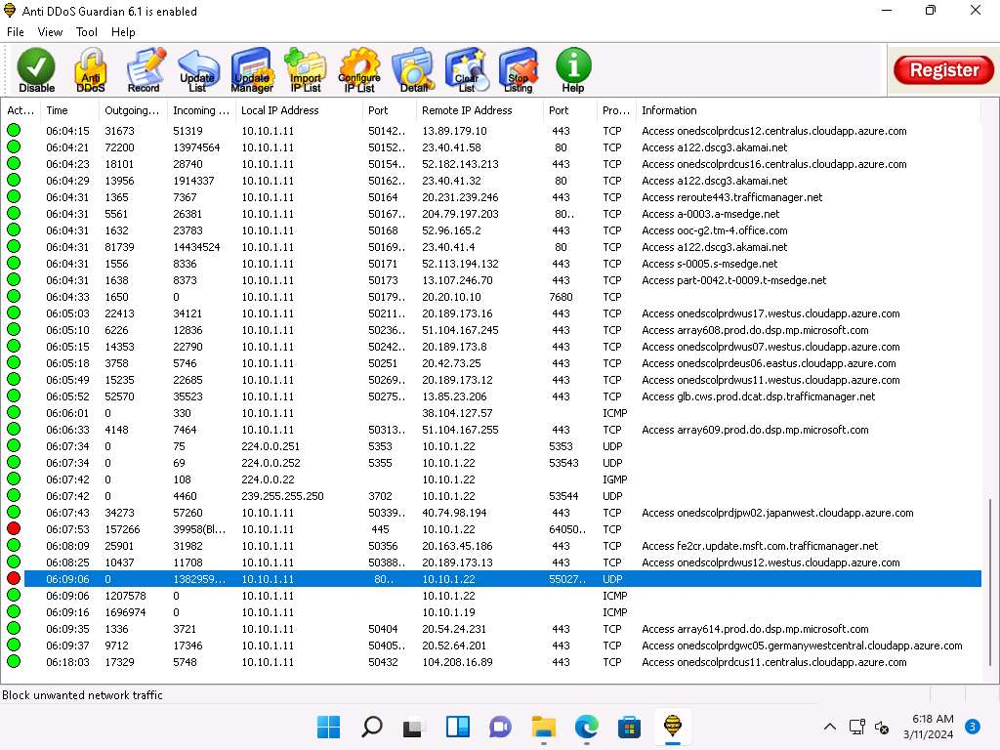 Anti DDoS Guardian 6.1 is enabled
File View Tool Help
Disable Anti DDoS Record Update List Update Manager Import IP List Configure IP List Detail Clear List Stop Listing Help Register
Act... Time Outgoing... Incoming ... Local IP Address Port Remote IP Address Port Pro... Information
06:04:15 31673 51319 10.10.1.11 50142.. 13.89.179.10 443 TCP Access onedscolprdcus12.centralus.cloudapp.azure.com
06:04:21 72200 13974564 10.10.1.11 50152.. 23.40.41.58 80 TCP Access a122.dscg3.akamai.net
06:04:23 18101 28740 10.10.1.11 50154.. 52.182.143.213 443 TCP Access onedscolprdcus16.centralus.cloudapp.azure.com
06:04:29 13956 1914337 10.10.1.11 50162.. 23.40.41.32 80 TCP Access a122.dscg3.akamai.net
06:04:31 1365 7367 10.10.1.11 50164 20.231.239.246 443 TCP Access reroute443.trafficmanager.net
06:04:31 5561 26381 10.10.1.11 50167.. 204.79.197.203 80.. TCP Access a-0003.a-msedge.net
06:04:31 1632 23783 10.10.1.11 50168 52.96.165.2 443 TCP Access ooc-g2.tm-4.office.com
06:04:31 81739 14434524 10.10.1.11 50169.. 23.40.41.4 80 TCP Access a122.dscg3.akamai.net
06:04:31 1556 8336 10.10.1.11 50171 52.113.194.132 443 TCP Access s-0005.s-msedge.net
06:04:31 1638 8373 10.10.1.11 50173 13.107.246.70 443 TCP Access part-0042.t-0009.t-msedge.net
06:04:33 1650 0 10.10.1.11 50179.. 20.20.10.10 7680 TCP
06:05:03 22413 34121 10.10.1.11 50211.. 20.189.173.16 443 TCP Access onedscolprdwus17.westus.cloudapp.azure.com
06:05:10 6226 12836 10.10.1.11 50236.. 51.104.167.245 443 TCP Access array608.prod.do.dsp.mp.microsoft.com
06:05:15 14353 22790 10.10.1.11 50242.. 20.189.173.8 443 TCP Access onedscolprdwus07.westus.cloudapp.azure.com
06:05:18 3758 5746 10.10.1.11 50251 20.42.73.25 443 TCP Access onedscolprdeus06.eastus.cloudapp.azure.com
06:05:49 15235 22685 10.10.1.11 50269.. 20.189.173.12 443 TCP Access onedscolprdwus11.westus.cloudapp.azure.com
06:05:52 52570 35523 10.10.1.11 50275.. 13.85.23.206 443 TCP Access glb.cws.prod.dcat.dsp.trafficmanager.net
06:06:01 0 330 10.10.1.11 38.104.127.57 ICMP
06:06:33 4148 7464 10.10.1.11 50313.. 51.104.167.255 443 TCP Access array609.prod.do.dsp.mp.microsoft.com
06:07:34 0 75 224.0.0.251 5353 10.10.1.22 5353 UDP
06:07:34 0 69 224.0.0.252 5355 10.10.1.22 53543 UDP
06:07:42 0 108 224.0.0.22 10.10.1.22 IGMP
06:07:42 0 4460 239.255.255.250 3702 10.10.1.22 53544 UDP
06:07:43 34273 57260 10.10.1.11 50339.. 40.74.98.194 443 TCP Access onedscolprdjpw02.japanwest.cloudapp.azure.com
06:07:53 157266 39958(Bl... 10.10.1.11 445 10.10.1.22 64050.. TCP
06:08:09 25901 31982 10.10.1.11 50356 20.163.45.186 443 TCP Access fe2cr.update.msft.com.trafficmanager.net
06:08:25 10437 11708 10.10.1.11 50388.. 20.189.173.13 443 TCP Access onedscolprdwus12.westus.cloudapp.azure.com
06:09:06 0 1382959... 10.10.1.11 80.. 10.10.1.22 55027.. UDP
06:09:06 1207578 0 10.10.1.11 10.10.1.22 ICMP
06:09:16 1696974 0 10.10.1.11 10.10.1.19 ICMP
06:09:35 1336 3721 10.10.1.11 50404 20.54.24.231 443 TCP Access array614.prod.do.dsp.mp.microsoft.com
06:09:37 9712 17346 10.10.1.11 50405.. 20.52.64.201 443 TCP Access onedscolprdgwc05.germanywestcentral.cloudapp.azure.com
06:18:03 17329 5748 10.10.1.11 50432 104.208.16.89 443 TCP Access onedscolprdcus11.centralus.cloudapp.azure.com
Block unwanted network traffic
6:18 AM
3/11/2024
3